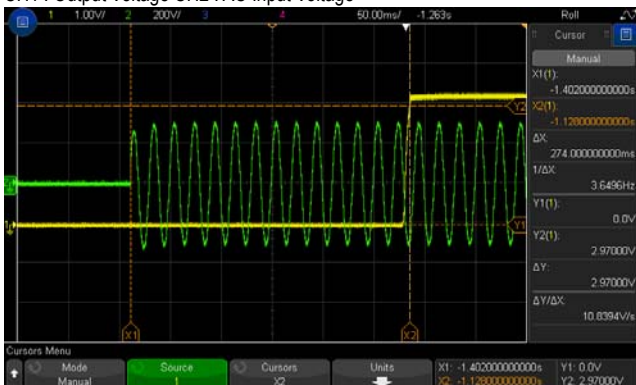 CH1 : Output Voltage CH2 : AC Input Voltage
1 1.00V/ 2 200V/ 3 4 50.00ms/ -1.263s Roll
Cursor
Manual
X1(1):
-1.402000000000s
X2(1):
-1.128000000000s
ΔX:
274.000000000ms
1/ΔX:
3.6496Hz
Y1(1):
0.0V
Y2(1):
2.97000V
ΔY:
2.97000V
ΔY/ΔX:
10.8394V/s
Y2
Y1
X1 X2
Cursors Menu
Mode Source Cursors Units X1: -1.402000000000s Y1: 0.0V
Manual 1 X2 X2: -1.128000000000s Y2: 2.97000V